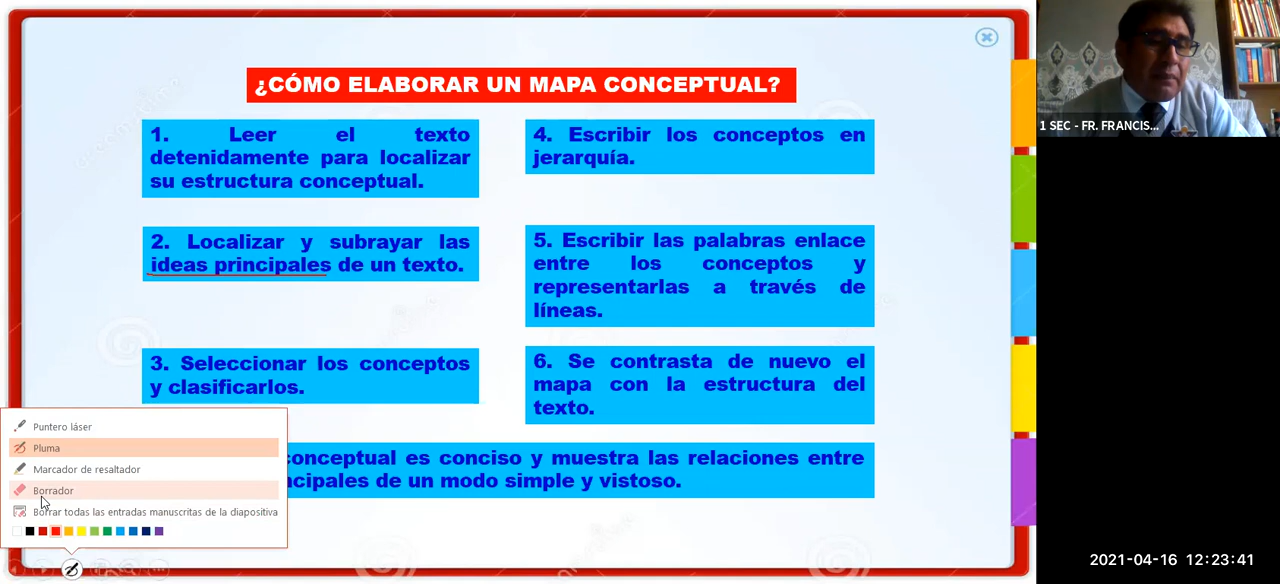 ¿CÓMO ELABORAR UN MAPA CONCEPTUAL?
1. Leer el texto
detenidamente para localizar
su estructura conceptual.
2. Localizar y subrayar las
ideas principales de un texto.
3. Seleccionar los conceptos
y clasificarlos.
4. Escribir los conceptos en
jerarquía.
5. Escribir las palabras enlace
entre los conceptos y
representarlas a través de
líneas.
6. Se contrasta de nuevo el
mapa con la estructura del
texto.
conceptual es conciso y muestra las relaciones entre
de un modo simple y vistoso.
Puntero láser
Pluma
Marcador de resaltador
Borrador
Borrar todas las entradas manuscritas de la diapositiva
1 SEC - FR. FRANCIS...
2021-04-16 12:23:41